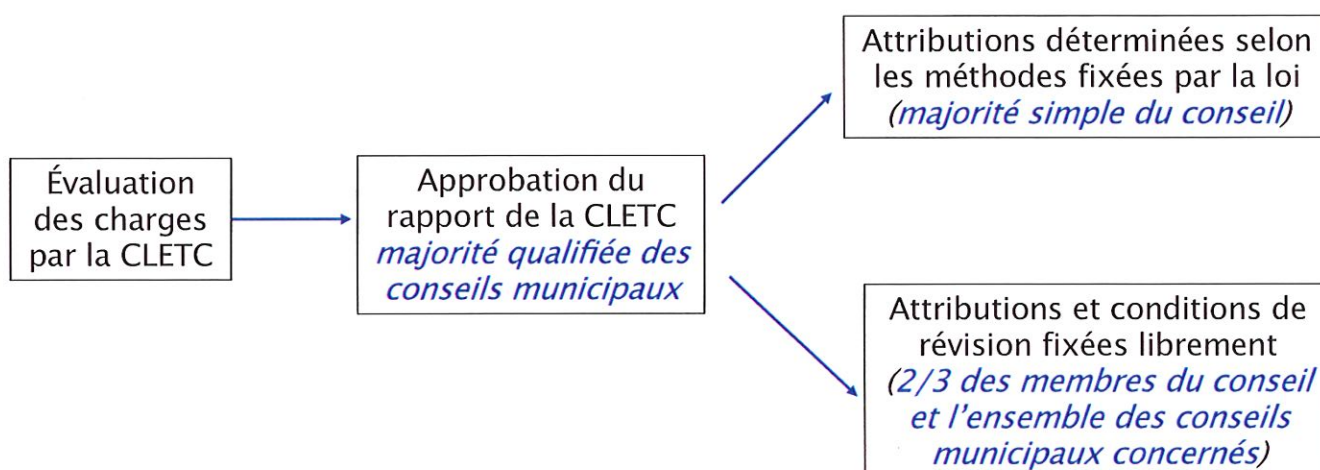 Évaluation
des charges
par la CLETC
Approbation du
rapport de la CLETC
majorité qualifiée des
conseils municipaux
Attributions déterminées selon
les méthodes fixées par la loi
(majorité simple du conseil)
Attributions et conditions de
révision fixées librement
(2/3 des membres du conseil
et l'ensemble des conseils
municipaux concernés)